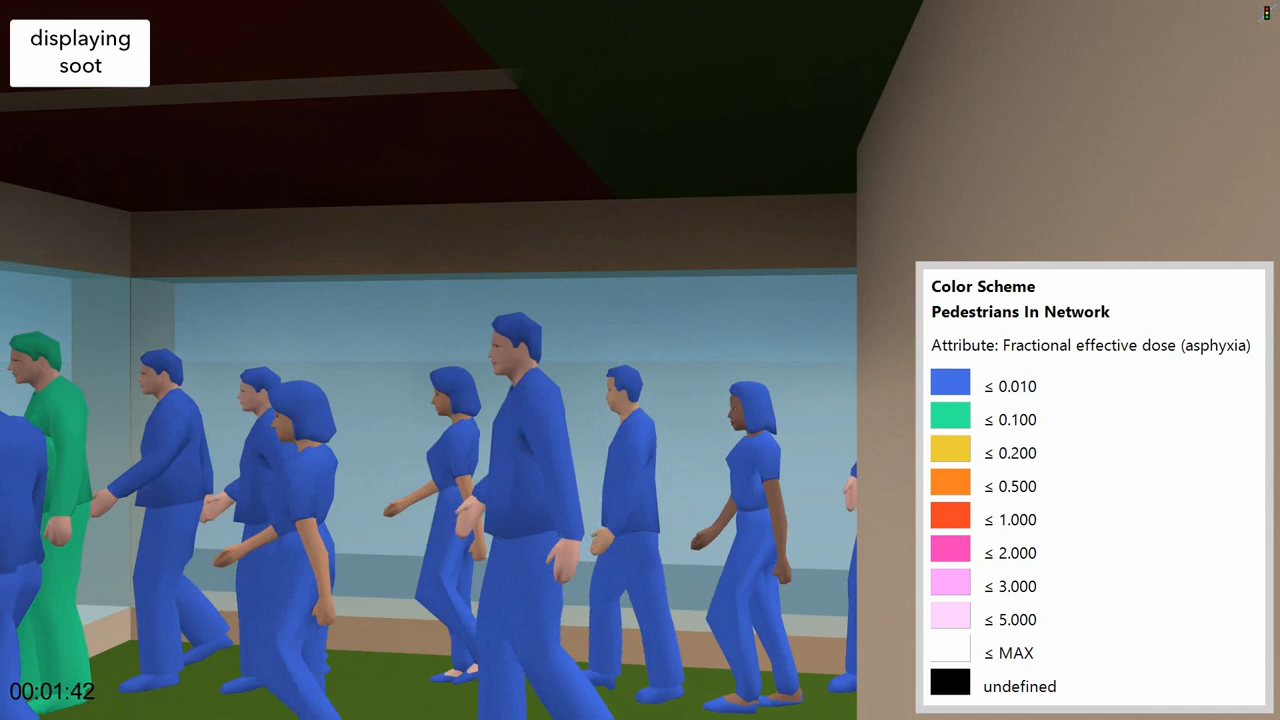 displaying
soot
Color Scheme
Pedestrians In Network
Attribute: Fractional effective dose (asphyxia)
≤ 0.010
≤ 0.100
≤ 0.200
≤ 0.500
≤ 1.000
≤ 2.000
≤ 3.000
≤ 5.000
≤ MAX
undefined
00:01:42